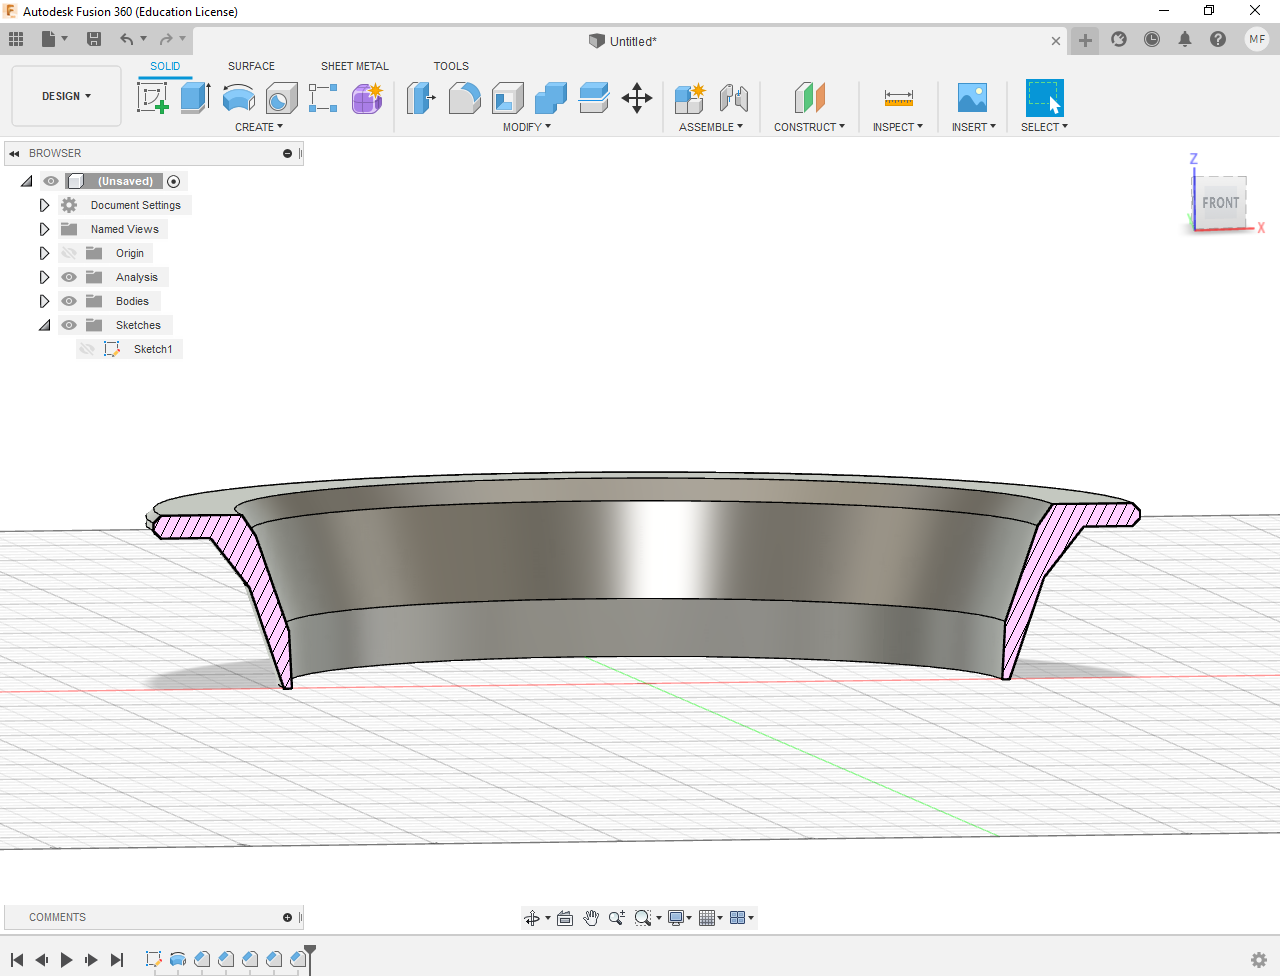 Autodesk Fusion 360 (Education License)
Untitled*
MF
DESIGN
SOLID
SURFACE
SHEET METAL
TOOLS
CREATE
MODIFY
ASSEMBLE
CONSTRUCT
INSPECT
INSERT
SELECT
BROWSER
(Unsaved)
Document Settings
Named Views
Origin
Analysis
Bodies
Sketches
Sketch1
Z
FRONT
Y
X
COMMENTS